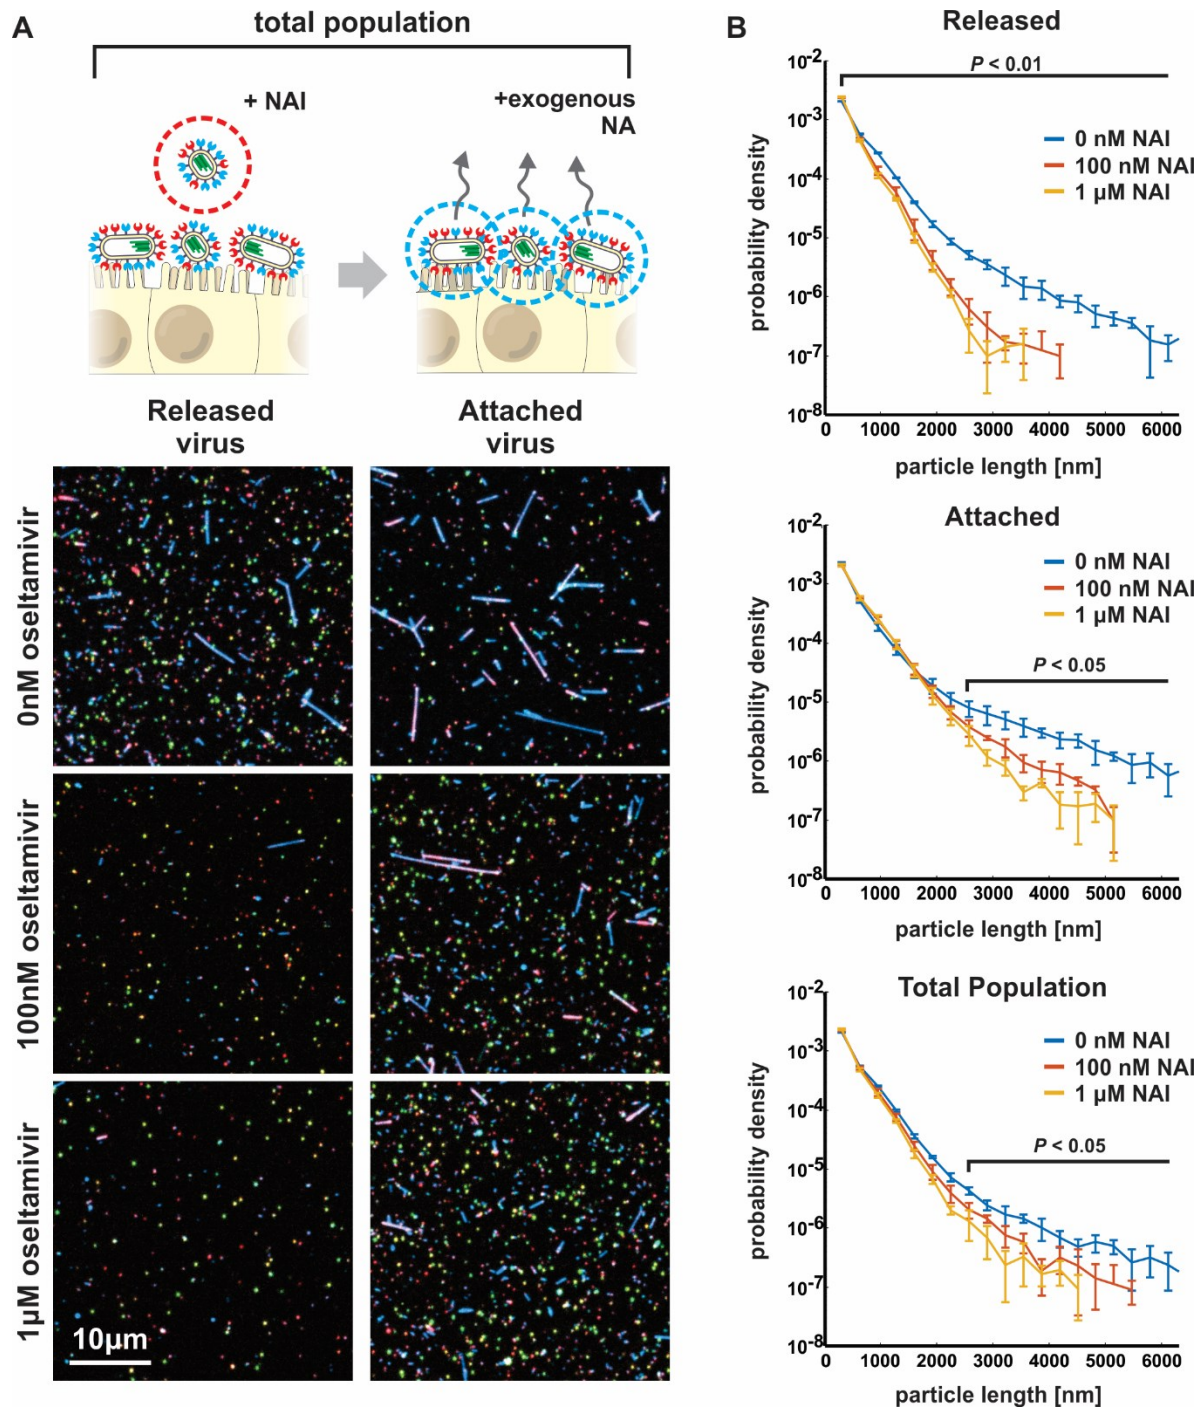 A
total population
+ NAI
+exogenous
NA
Released
virus
Attached
virus
0nM oseltamivir
100nM oseltamivir
1µM oseltamivir
10µm
B
Released
P < 0.01
0 nM NAI
100 nM NAI
1 µM NAI
probability density
10-2
10-3
10-4
10-5
10-6
10-7
10-8
0 1000 2000 3000 4000 5000 6000
particle length [nm]
Attached
0 nM NAI
100 nM NAI
1 µM NAI
P < 0.05
probability density
10-2
10-3
10-4
10-5
10-6
10-7
10-8
0 1000 2000 3000 4000 5000 6000
particle length [nm]
Total Population
0 nM NAI
100 nM NAI
1 µM NAI
P < 0.05
probability density
10-2
10-3
10-4
10-5
10-6
10-7
10-8
0 1000 2000 3000 4000 5000 6000
particle length [nm]